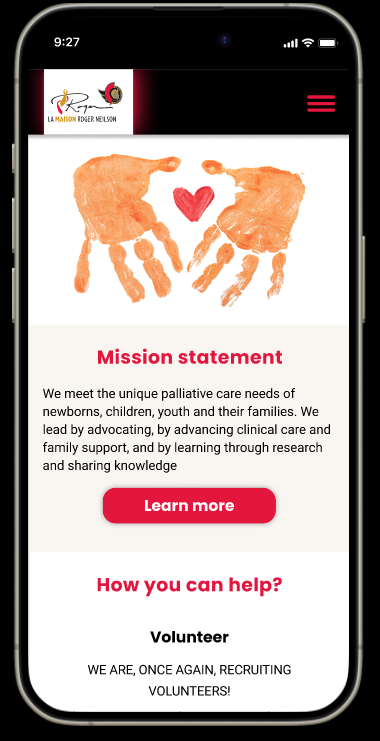 9:27
Roger
LA MAISON ROGER NEILSON
Mission statement
We meet the unique palliative care needs of
newborns, children, youth and their families. We
lead by advocating, by advancing clinical care and
family support, and by learning through research
and sharing knowledge
Learn more
How you can help?
Volunteer
WE ARE, ONCE AGAIN, RECRUITING
VOLUNTEERS!